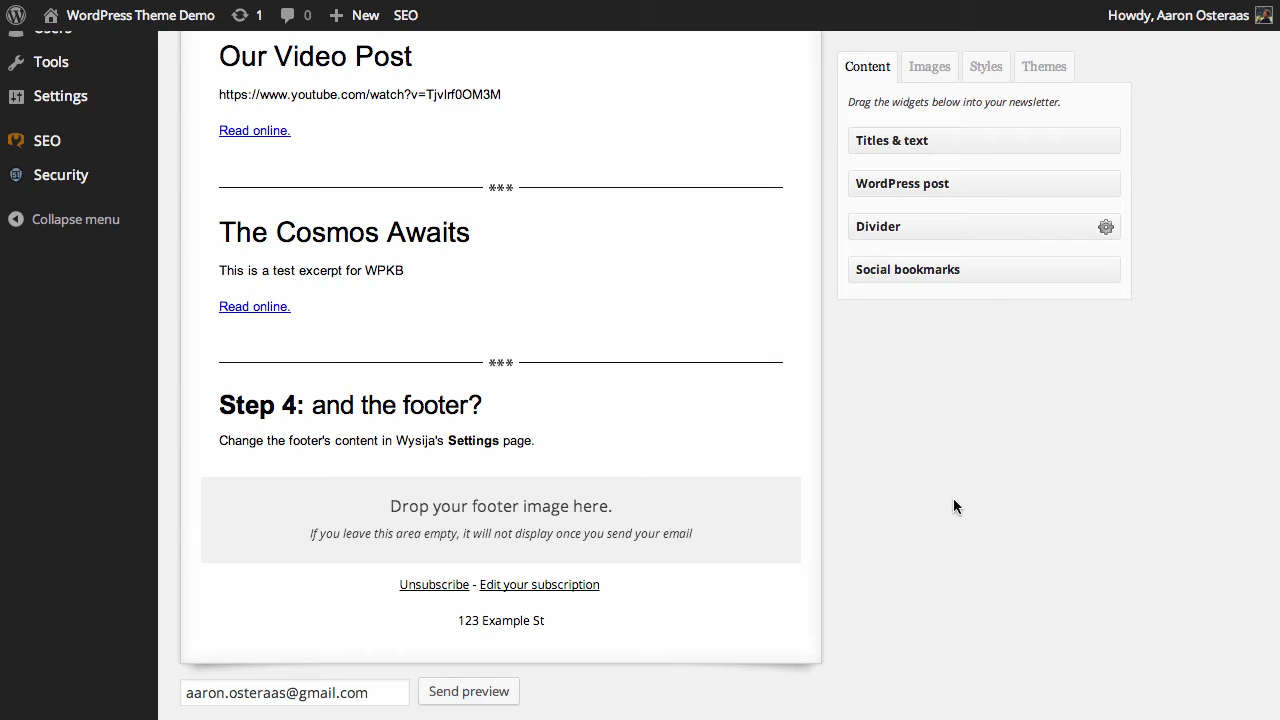 WordPress Theme Demo 1 0 New SEO Howdy, Aaron Osteraas
Users
Tools
Settings
SEO
Security
Collapse menu
Our Video Post
https://www.youtube.com/watch?v=TjvIrf0OM3M
Read online.
***
The Cosmos Awaits
This is a test excerpt for WPKB
Read online.
***
Step 4: and the footer?
Change the footer's content in Wysija's Settings page.
Drop your footer image here.
If you leave this area empty, it will not display once you send your email
Unsubscribe - Edit your subscription
123 Example St
aaron.osteraas@gmail.com Send preview
Content Images Styles Themes
Drag the widgets below into your newsletter.
Titles & text
WordPress post
Divider
Social bookmarks